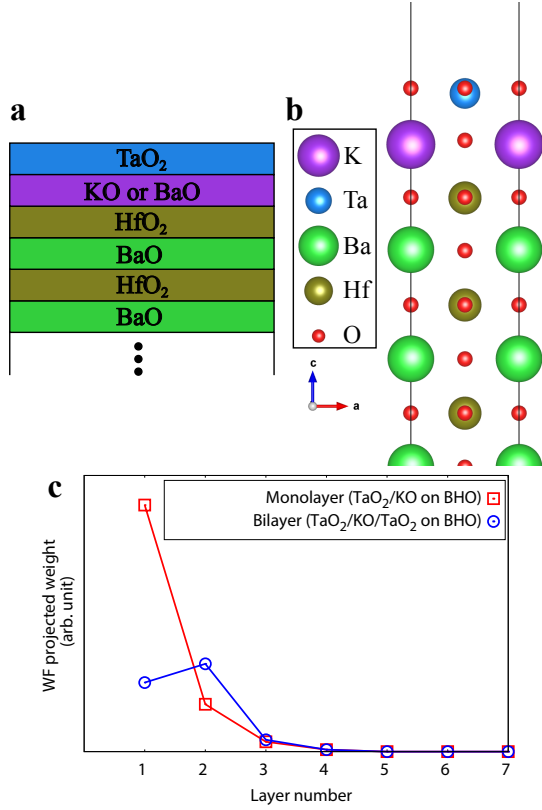 a
TaO₂
KO or BaO
HfO₂
BaO
HfO₂
BaO
b
K
Ta
Ba
Hf
O
c
a
c
Monolayer (TaO₂/KO on BHO)
Bilayer (TaO₂/KO/TaO₂ on BHO)
WF projected weight
(arb. unit)
1 2 3 4 5 6 7
Layer number